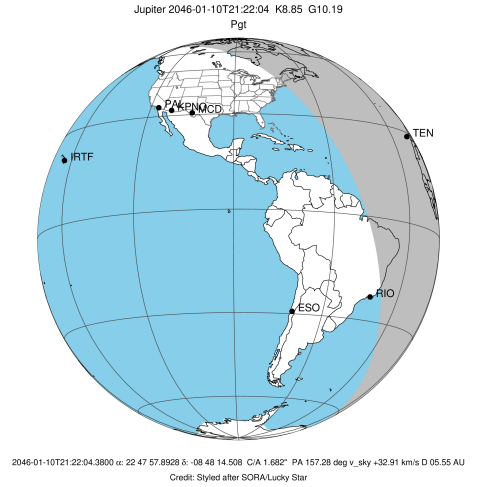 Jupiter 2046-01-10T21:22:04 K8.85 G10.19
Pgt
PAL
KPNO
MCD
TEN
IRTF
RIO
ESO
2046-01-10T21:22:04.3800 α: 22 47 57.8928 δ: -08 48 14.508 C/A 1.682" PA 157.28 deg v_sky +32.91 km/s D 05.55 AU
Credit: Styled after SORA/Lucky Star